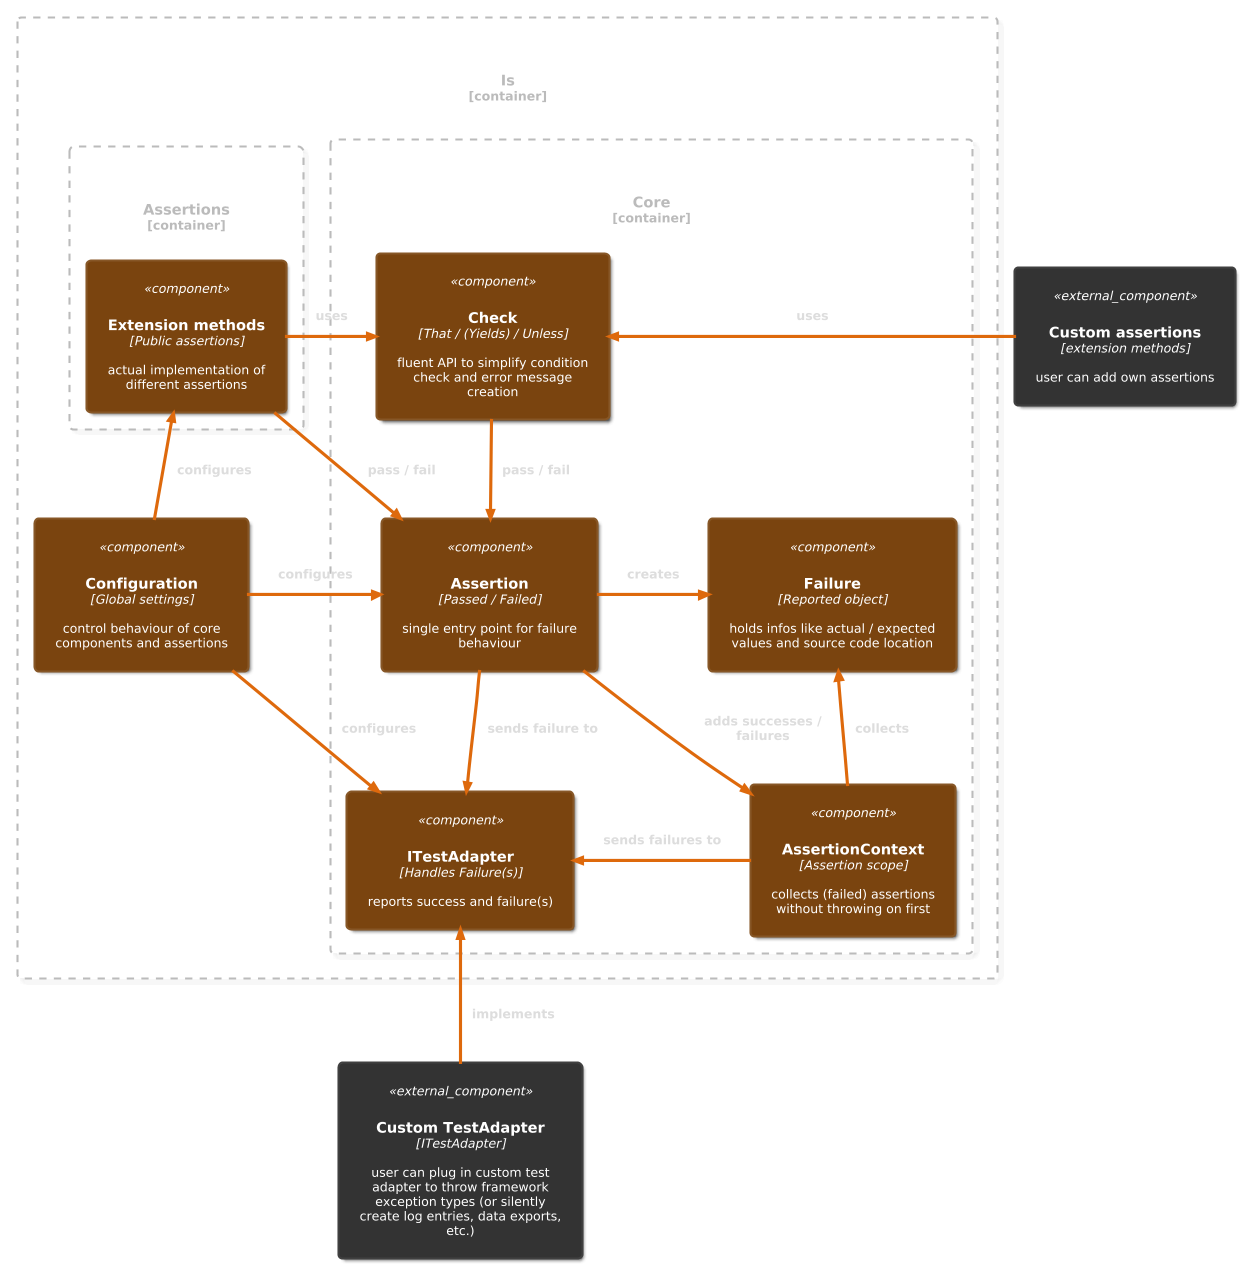 Is
[container]
Assertions
[container]
Core
[container]
«component»
Extension methods
[Public assertions]
actual implementation of
different assertions
uses
«component»
Check
[That / (Yields) / Unless]
fluent API to simplify condition
check and error message
creation
uses
«external_component»
Custom assertions
[extension methods]
user can add own assertions
configures
pass / fail
pass / fail
«component»
Configuration
[Global settings]
control behaviour of core
components and assertions
configures
«component»
Assertion
[Passed / Failed]
single entry point for failure
behaviour
creates
«component»
Failure
[Reported object]
holds infos like actual / expected
values and source code location
configures
sends failure to
adds successes /
failures
collects
«component»
ITestAdapter
[Handles Failure(s)]
reports success and failure(s)
sends failures to
«component»
AssertionContext
[Assertion scope]
collects (failed) assertions
without throwing on first
implements
«external_component»
Custom TestAdapter
[ITestAdapter]
user can plug in custom test
adapter to throw framework
exception types (or silently
create log entries, data exports,
etc.)